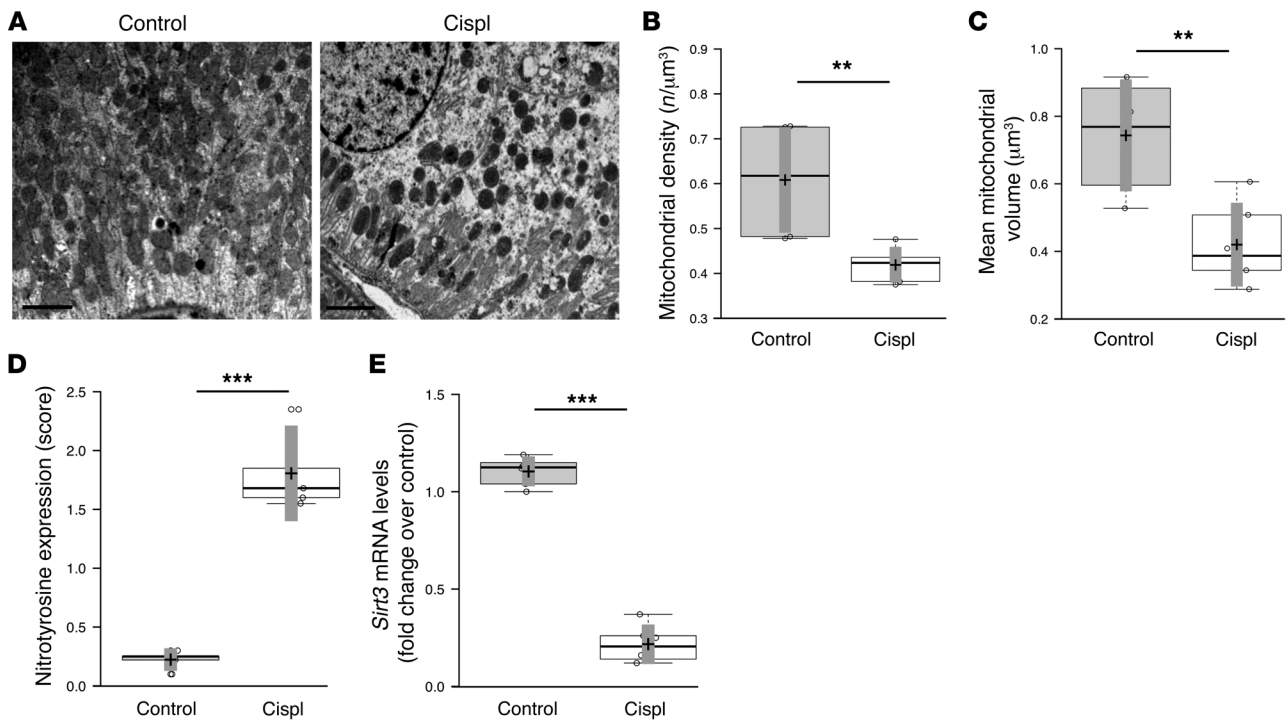 A
Control
Cispl
B
Mitochondrial density (n/μm³)
0.9
0.8
0.7
0.6
0.5
0.4
0.3
**
Control
Cispl
C
Mean mitochondrial
volume (μm³)
1.0
0.8
0.6
0.4
0.2
**
Control
Cispl
D
Nitrotyrosine expression (score)
2.5
2.0
1.5
1.0
0.5
0.0
***
Control
Cispl
E
Sirt3 mRNA levels
(fold change over control)
1.5
1.0
0.5
0.0
***
Control
Cispl